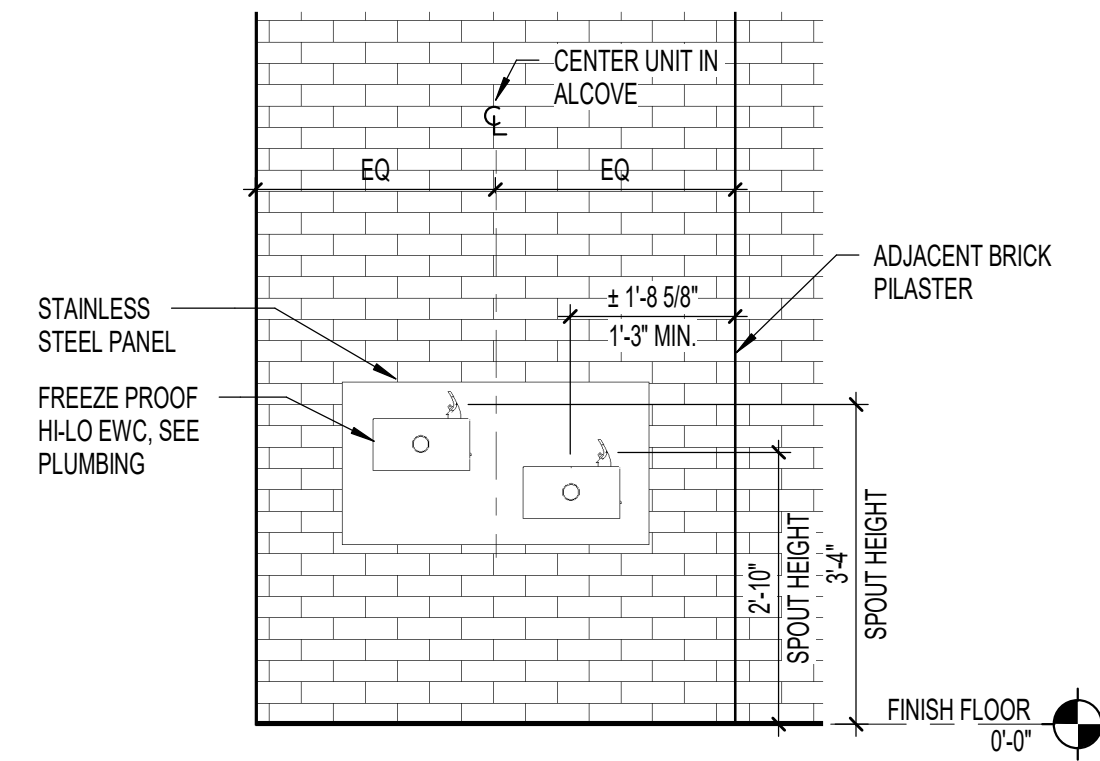 CENTER UNIT IN
ALCOVE
CL
EQ
EQ
ADJACENT BRICK
PILASTER
± 1'-8 5/8"
1'-3" MIN.
STAINLESS
STEEL PANEL
FREEZE PROOF
HI-LO EWC, SEE
PLUMBING
2'-10"
SPOUT HEIGHT
3'-4"
SPOUT HEIGHT
FINISH FLOOR
0'-0"